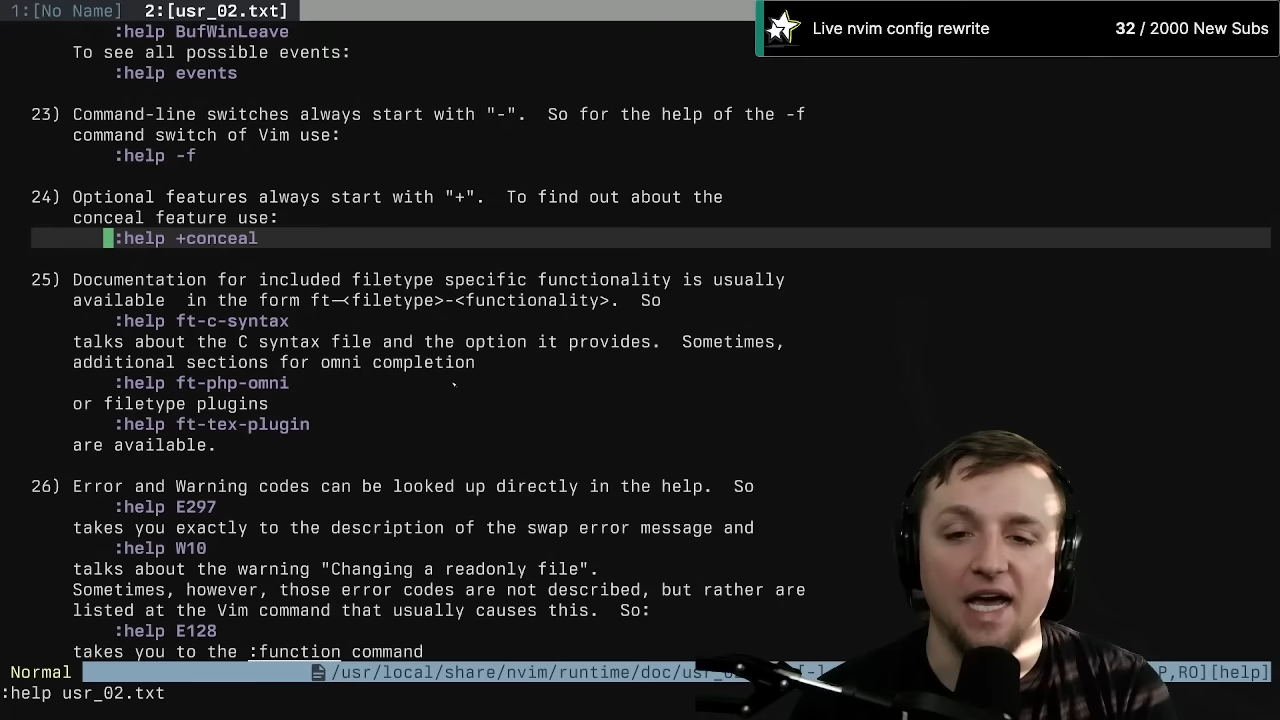 1:[No Name]  2:[usr_02.txt]
Live nvim config rewrite 32 / 2000 New Subs
:help BufWinLeave
To see all possible events:
:help events
23) Command-line switches always start with "-".  So for the help of the -f
command switch of Vim use:
:help -f
24) Optional features always start with "+".  To find out about the
conceal feature use:
:help +conceal
25) Documentation for included filetype specific functionality is usually
available  in the form ft-<filetype>-<functionality>.  So
:help ft-c-syntax
talks about the C syntax file and the option it provides.  Sometimes,
additional sections for omni completion
:help ft-php-omni
or filetype plugins
:help ft-tex-plugin
are available.
26) Error and Warning codes can be looked up directly in the help.  So
:help E297
takes you exactly to the description of the swap error message and
:help W10
talks about the warning "Changing a readonly file".
Sometimes, however, those error codes are not described, but rather are
listed at the Vim command that usually causes this.  So:
:help E128
takes you to the :function command
Normal /usr/local/share/nvim/runtime/doc/usr_ [-] P,RO][help]
:help usr_02.txt